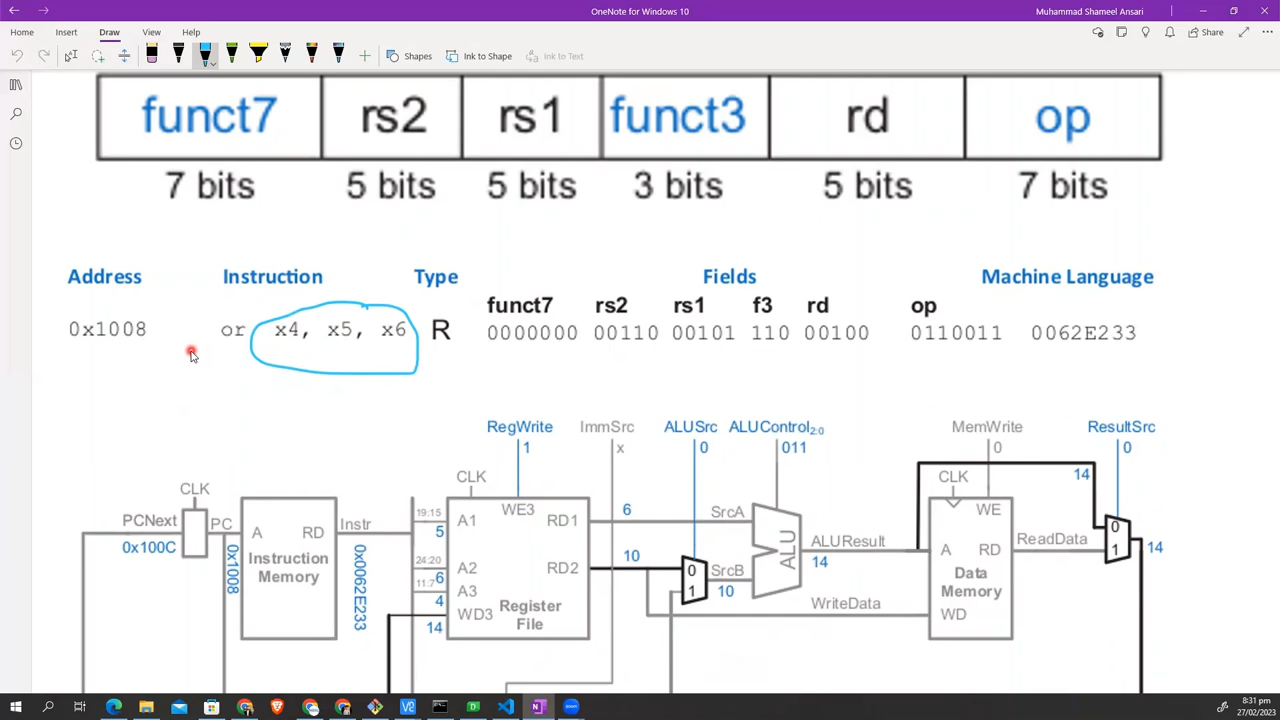 OneNote for Windows 10
Muhammad Shameel Ansari
Home Insert Draw View Help
Share
Shapes Ink to Shape Ink to Text
funct7 rs2 rs1 funct3 rd op
7 bits 5 bits 5 bits 3 bits 5 bits 7 bits
Address Instruction Type Fields Machine Language
funct7 rs2 rs1 f3 rd op
0x1008 or x4, x5, x6 R 0000000 00110 00101 110 00100 0110011 0062E233
RegWrite ImmSrc ALUSrc ALUControl2:0 MemWrite ResultSrc
1 x 0 011 0 0
CLK CLK CLK 14
PCNext PC A RD Instr 19:15 A1 WE3 RD1 6 SrcA WE 0
0x100C 5 ALU ALUResult A RD ReadData 1 14
0x1008 Instruction Memory 0x0062E233 24:20 A2 RD2 10 0 SrcB 14 Data Memory
11:7 6 A3 1 10
4 WD3 Register File WriteData WD
14
8:31 pm
27/02/2023